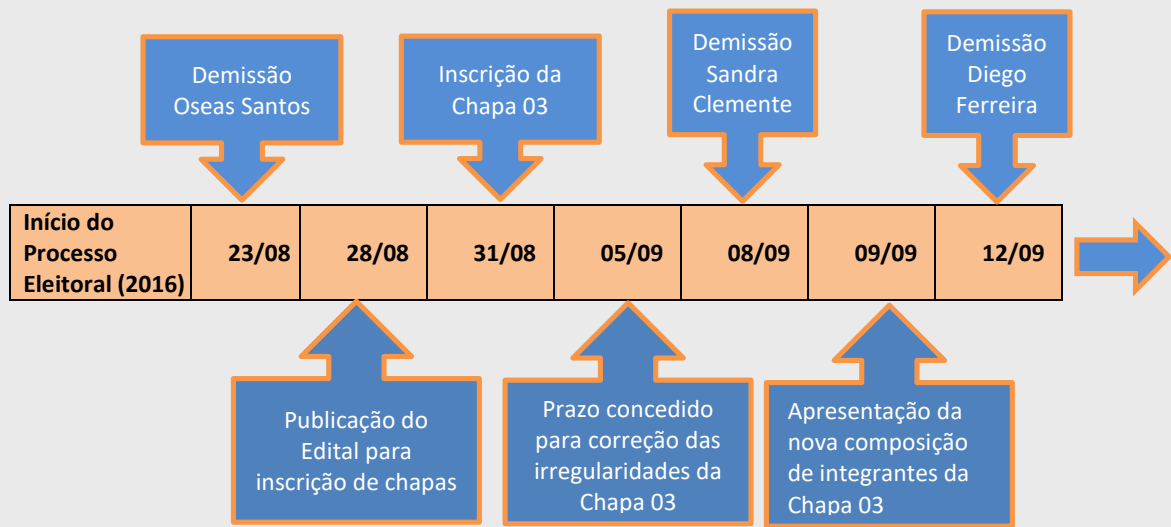 Demissão
Oseas Santos
Inscrição da
Chapa 03
Demissão
Sandra
Clemente
Demissão
Diego
Ferreira
Início do
Processo
Eleitoral (2016)
23/08
28/08
31/08
05/09
08/09
09/09
12/09
Publicação do
Edital para
inscrição de chapas
Prazo concedido
para correção das
irregularidades da
Chapa 03
Apresentação da
nova composição
de integrantes da
Chapa 03